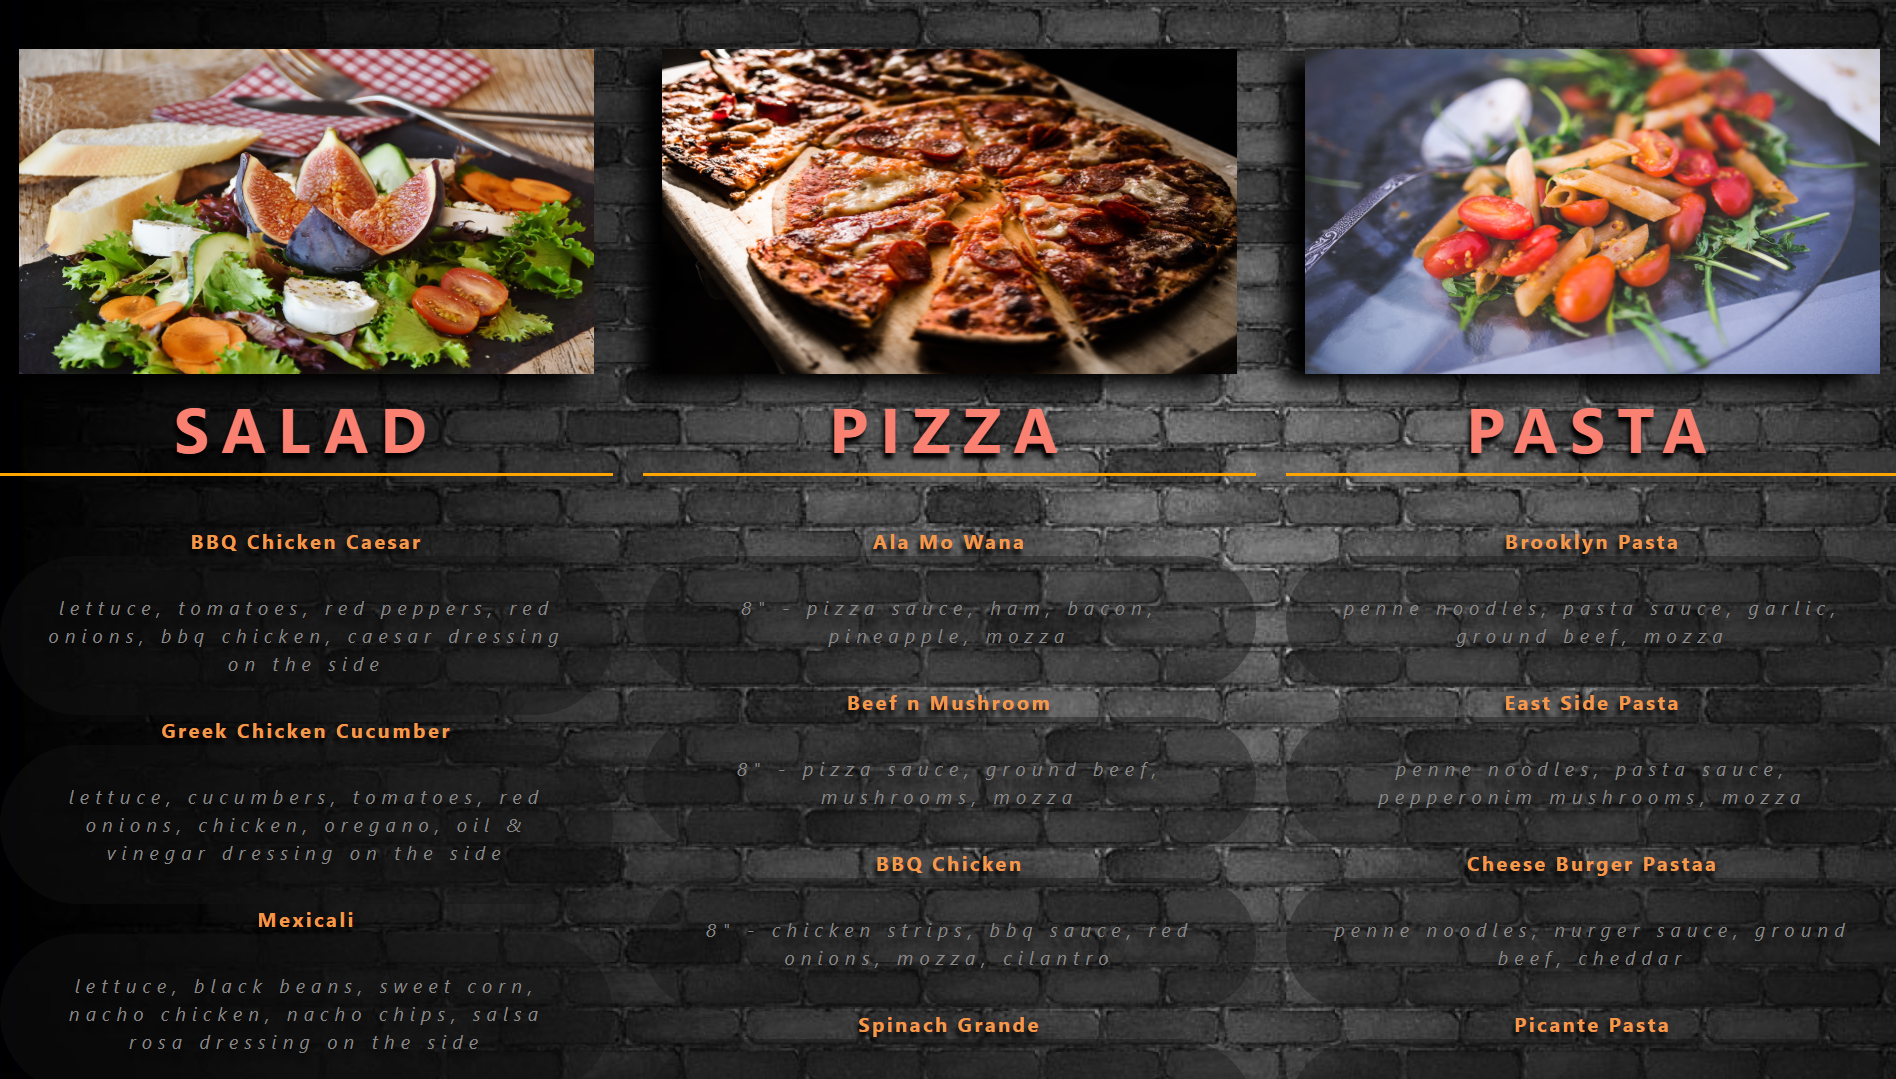 SALAD
BBQ Chicken Caesar
lettuce, tomatoes, red peppers, red
onions, bbq chicken, caesar dressing
on the side
Greek Chicken Cucumber
lettuce, cucumbers, tomatoes, red
onions, chicken, oregano, oil &
vinegar dressing on the side
Mexicali
lettuce, black beans, sweet corn,
nacho chicken, nacho chips, salsa
rosa dressing on the side
PIZZA
Ala Mo Wana
8" - pizza sauce, ham, bacon,
pineapple, mozza
Beef n Mushroom
8" - pizza sauce, ground beef,
mushrooms, mozza
BBQ Chicken
8" - chicken strips, bbq sauce, red
onions, mozza, cilantro
Spinach Grande
PASTA
Brooklyn Pasta
penne noodles, pasta sauce, garlic,
ground beef, mozza
East Side Pasta
penne noodles, pasta sauce,
pepperonim mushrooms, mozza
Cheese Burger Pastaa
penne noodles, nurger sauce, ground
beef, cheddar
Picante Pasta